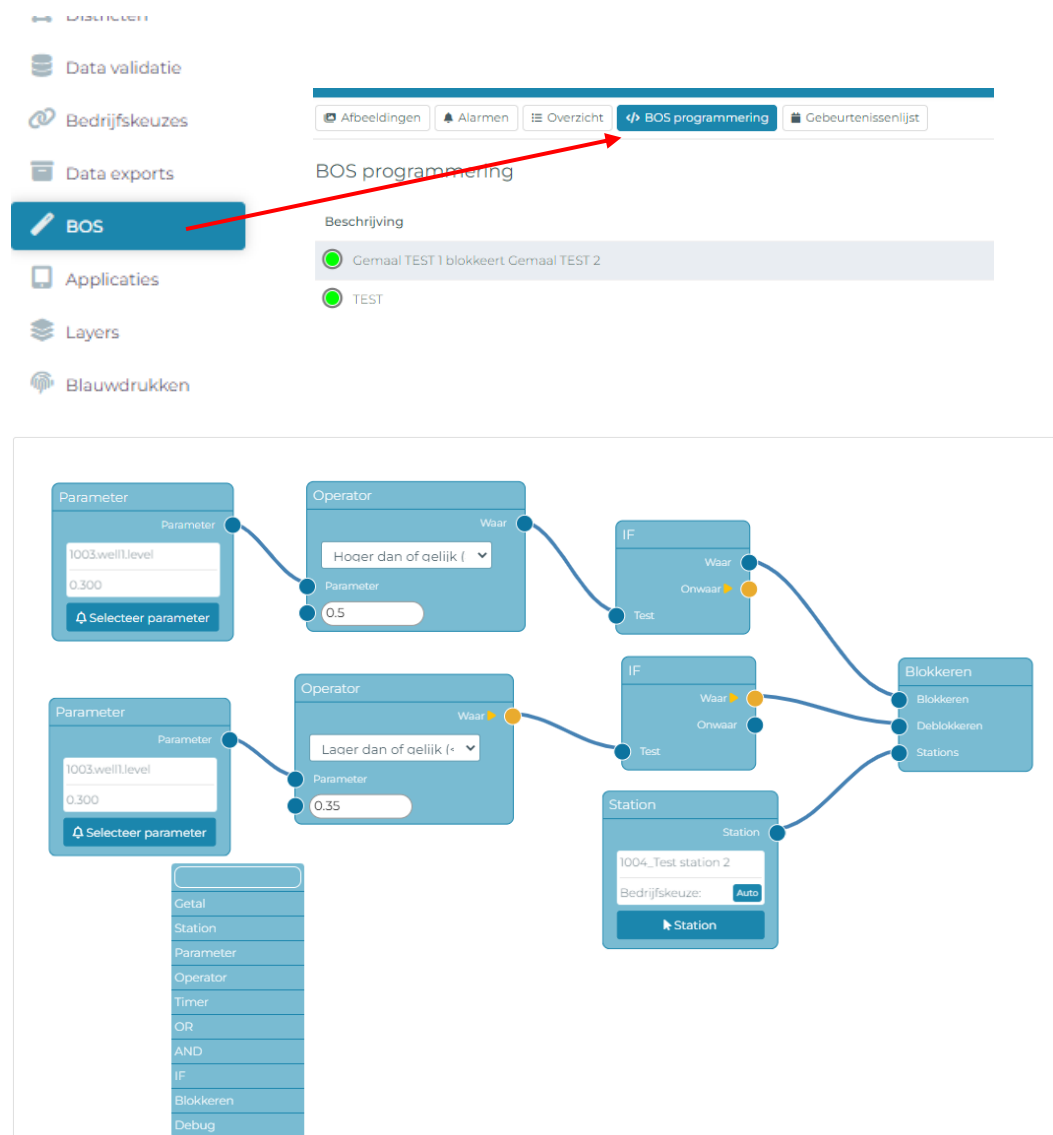 Districten
Data validatie
Bedrijfskeuzes
Data exports
BOS
Applicaties
Layers
Blauwdrukken
Afbeeldingen
Alarmen
Overzicht
</> BOS programmering
Gebeurtenissenlijst
BOS programmering
Beschrijving
Gemaal TEST 1 blokkeert Gemaal TEST 2
TEST
Parameter
Parameter
1003.well1.level
0.300
Selecteer parameter
Operator
Waar
Hoger dan of gelijk (
Parameter
0.5
IF
Waar
Onwaar
Test
Parameter
Parameter
1003.well1.level
0.300
Selecteer parameter
Operator
Waar
Lager dan of gelijk (<
Parameter
0.35
IF
Waar
Onwaar
Test
Blokkeren
Blokkeren
Deblokkeren
Stations
Station
Station
1004_Test station 2
Bedrijfskeuze: Auto
Station
Getal
Station
Parameter
Operator
Timer
OR
AND
IF
Blokkeren
Debug